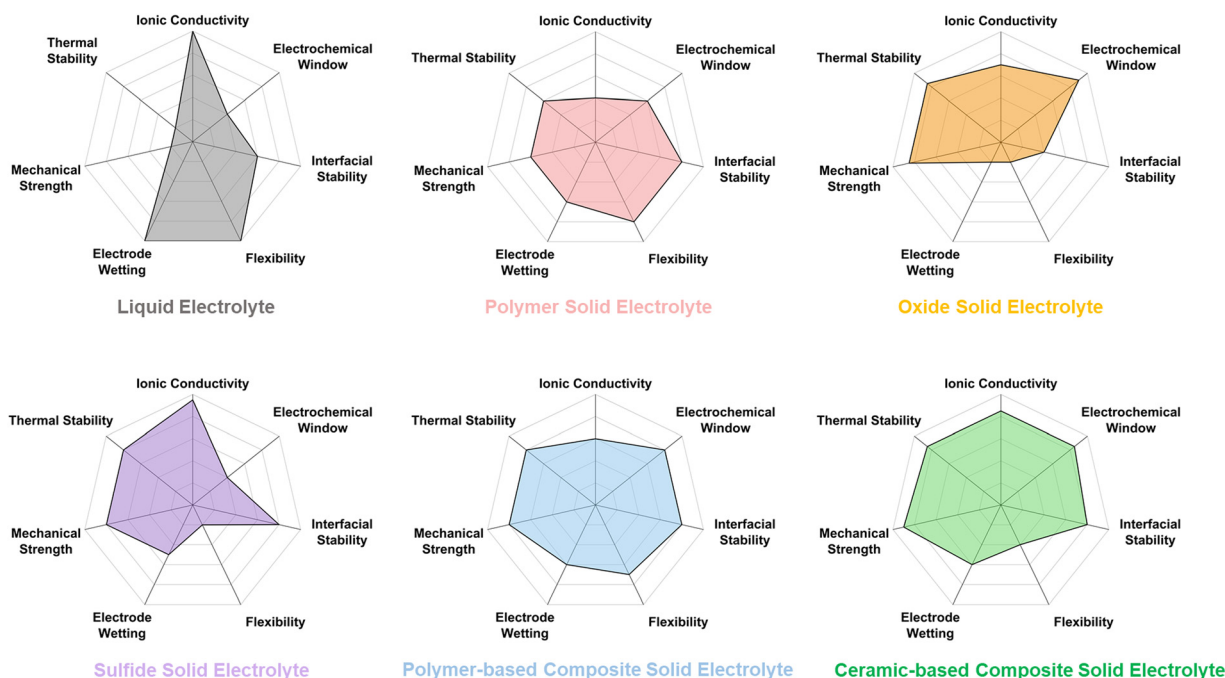 Ionic Conductivity
Thermal
Stability
Electrochemical
Window
Mechanical
Strength
Interfacial
Stability
Electrode
Wetting
Flexibility
Liquid Electrolyte
Ionic Conductivity
Thermal Stability
Electrochemical
Window
Mechanical
Strength
Interfacial
Stability
Electrode
Wetting
Flexibility
Polymer Solid Electrolyte
Ionic Conductivity
Thermal Stability
Electrochemical
Window
Mechanical
Strength
Interfacial
Stability
Electrode
Wetting
Flexibility
Oxide Solid Electrolyte
Ionic Conductivity
Thermal Stability
Electrochemical
Window
Mechanical
Strength
Interfacial
Stability
Electrode
Wetting
Flexibility
Sulfide Solid Electrolyte
Ionic Conductivity
Thermal Stability
Electrochemical
Window
Mechanical
Strength
Interfacial
Stability
Electrode
Wetting
Flexibility
Polymer-based Composite Solid Electrolyte
Ionic Conductivity
Thermal Stability
Electrochemical
Window
Mechanical
Strength
Interfacial
Stability
Electrode
Wetting
Flexibility
Ceramic-based Composite Solid Electrolyte